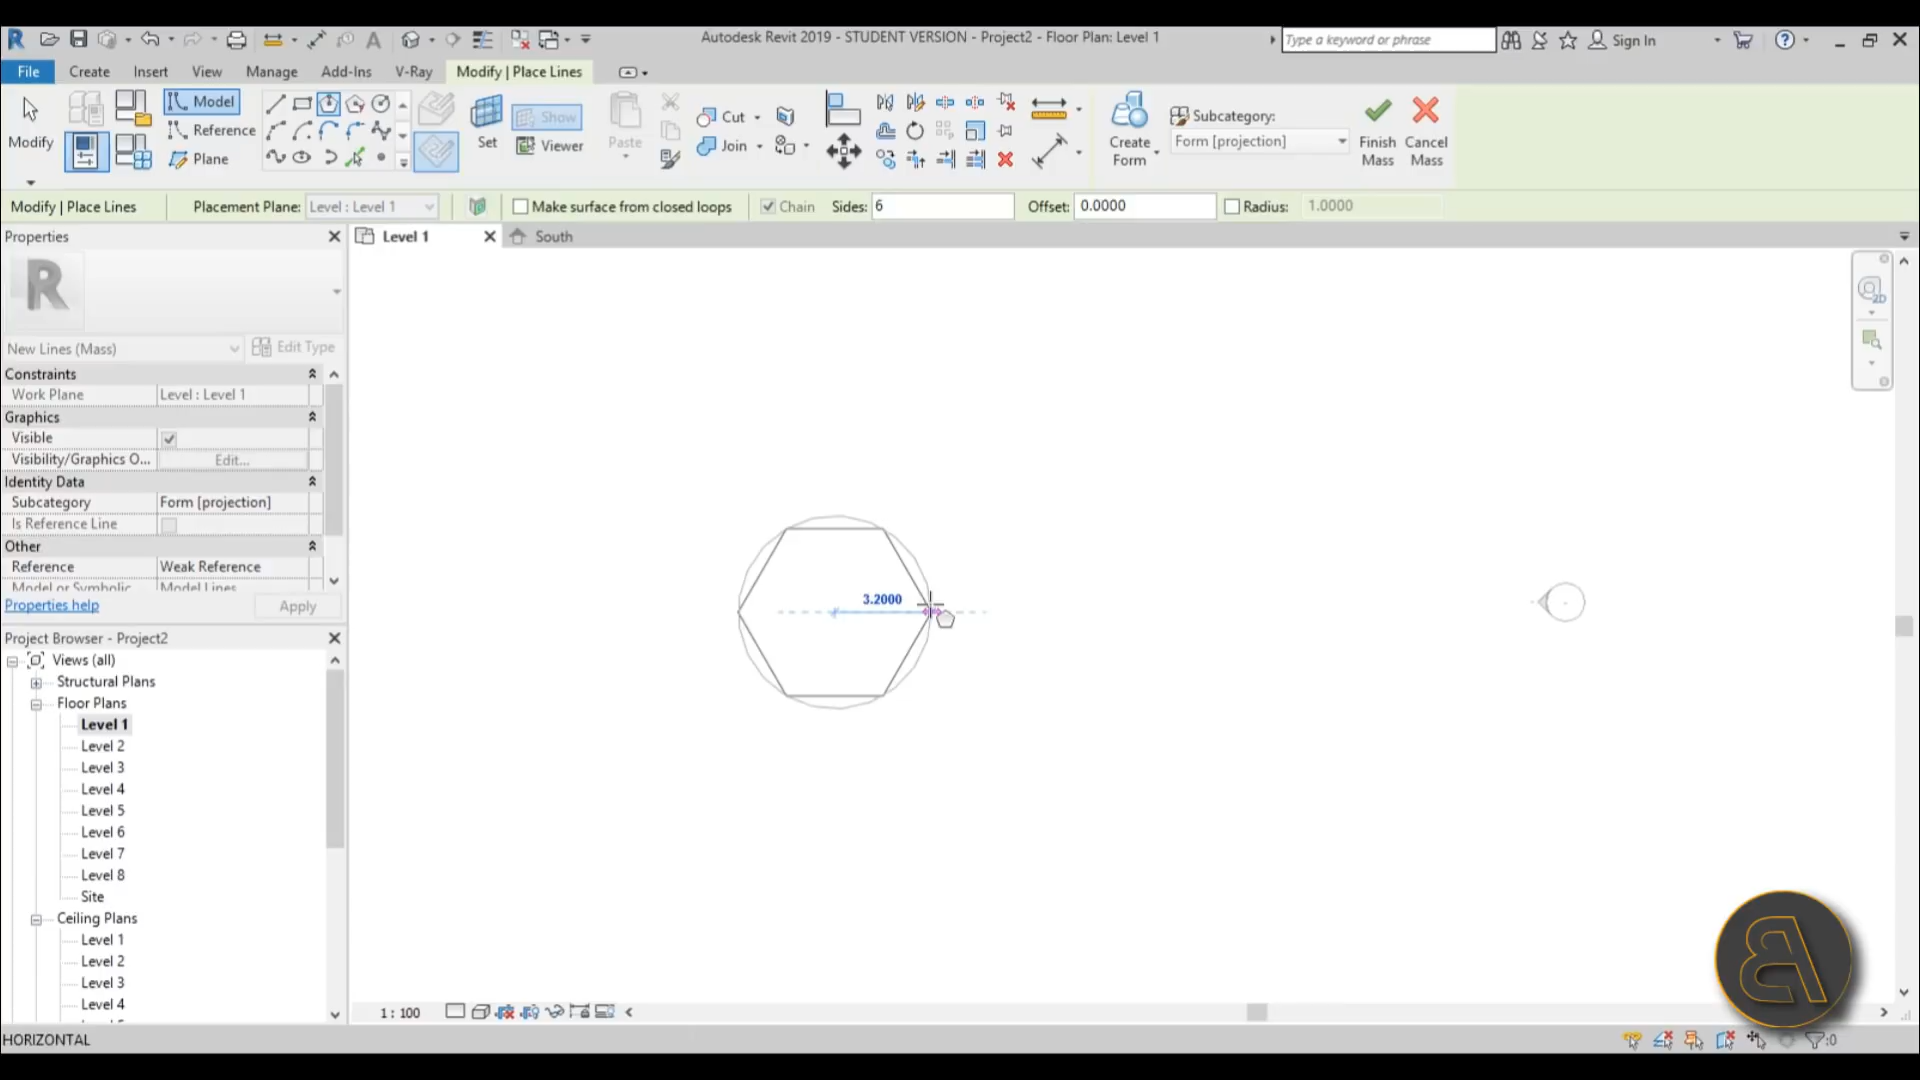 Autodesk Revit 2019 - STUDENT VERSION - Project2 - Floor Plan: Level 1
Type a keyword or phrase
Sign In
File Create Insert View Manage Add-Ins V-Ray Modify | Place Lines
Modify
Model
Reference
Plane
Set
Show
Viewer
Paste
Cut
Join
Create Form
Subcategory:
Form [projection]
Finish Mass
Cancel Mass
Modify | Place Lines Placement Plane: Level : Level 1 Make surface from closed loops Chain Sides: 6 Offset: 0.0000 Radius: 1.0000
Properties
Level 1
South
2D
R
New Lines (Mass) Edit Type
Constraints
Work Plane Level : Level 1
Graphics
Visible
Visibility/Graphics O... Edit...
Identity Data
Subcategory Form [projection]
Is Reference Line
Other
Reference Weak Reference
Model or Symbolic Model Lines
Properties help Apply
3.2000
Project Browser - Project2
Views (all)
Structural Plans
Floor Plans
Level 1
Level 2
Level 3
Level 4
Level 5
Level 6
Level 7
Level 8
Site
Ceiling Plans
Level 1
Level 2
Level 3
Level 4
1 : 100
HORIZONTAL
:0